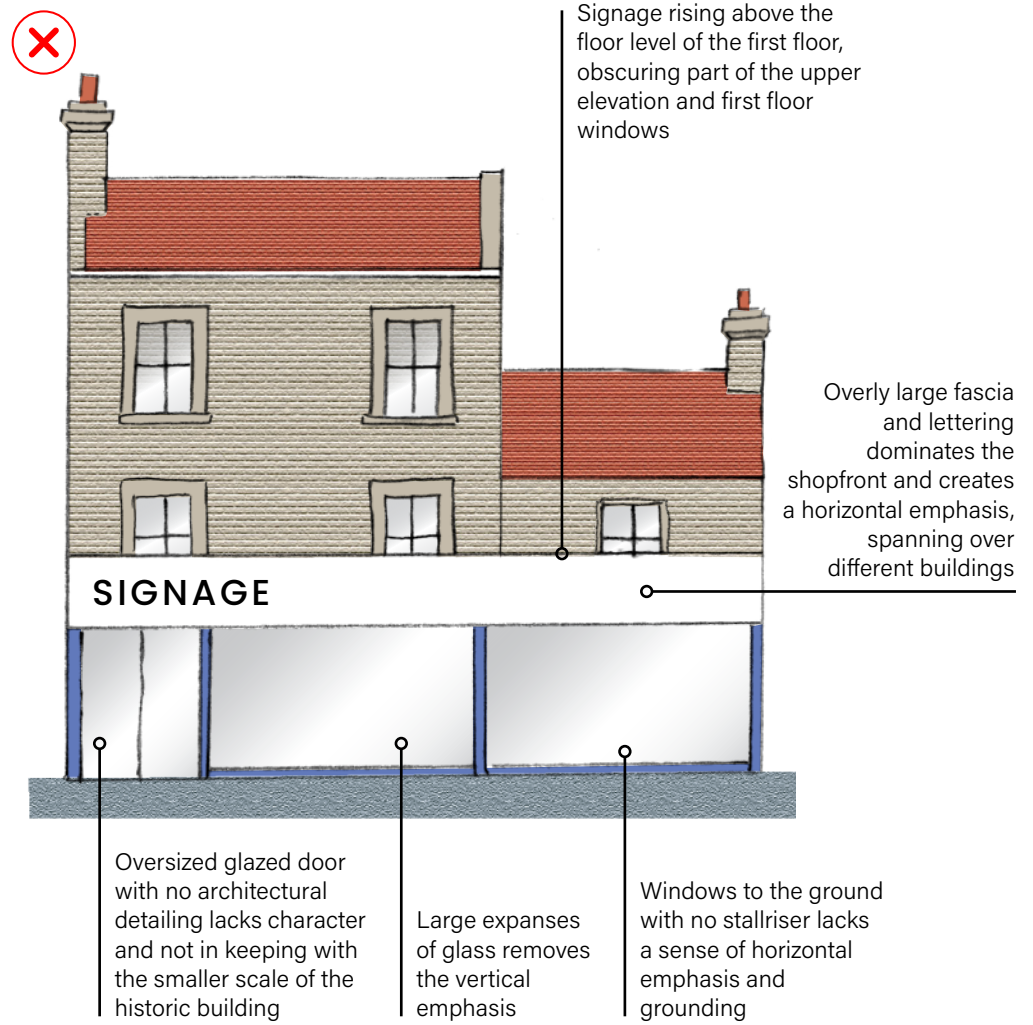 Signage rising above the
floor level of the first floor,
obscuring part of the upper
elevation and first floor
windows
Overly large fascia
and lettering
dominates the
shopfront and creates
a horizontal emphasis,
spanning over
different buildings
SIGNAGE
Oversized glazed door
with no architectural
detailing lacks character
and not in keeping with
the smaller scale of the
historic building
Large expanses
of glass removes
the vertical
emphasis
Windows to the ground
with no stallriser lacks
a sense of horizontal
emphasis and
grounding